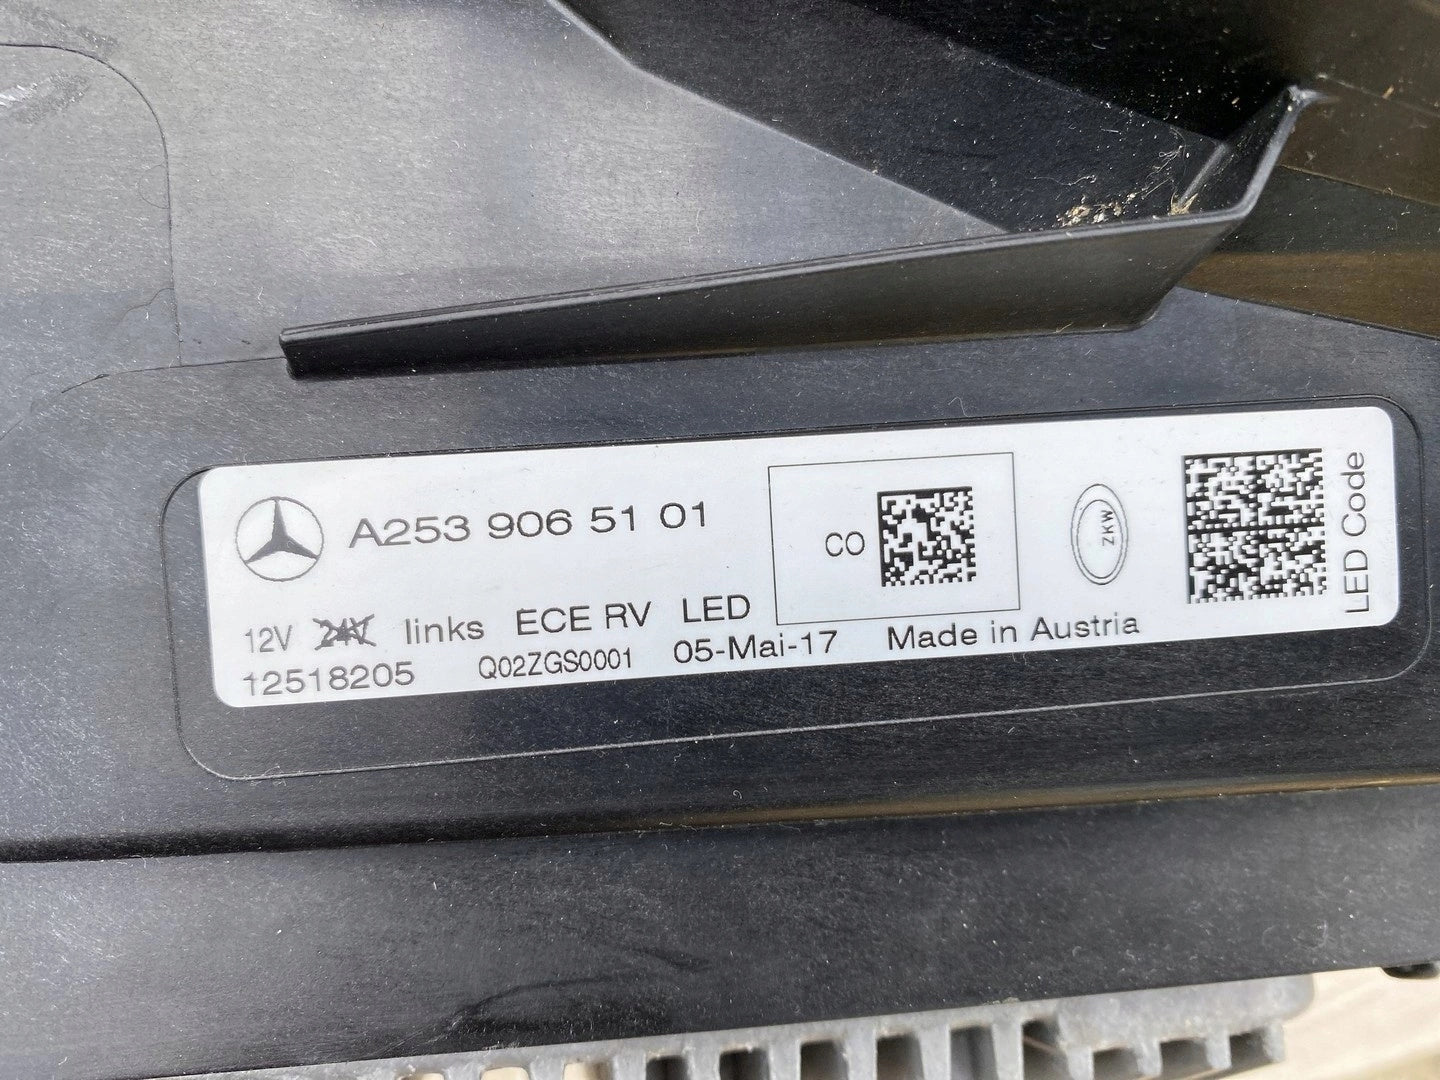 A253 906 51 01
CO
ZKW
LED Code
12V 24V links ECE RV LED
12518205 Q02ZGS0001 05-Mai-17 Made in Austria